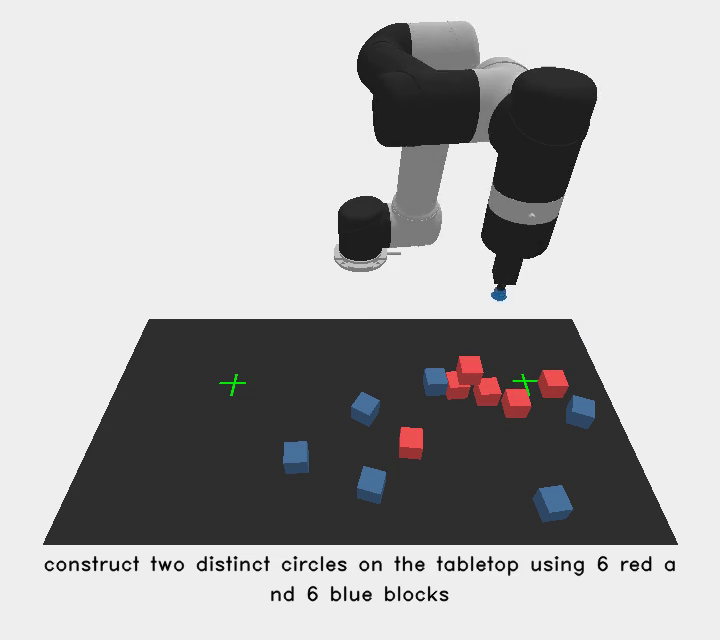 construct two distinct circles on the tabletop using 6 red a
nd 6 blue blocks